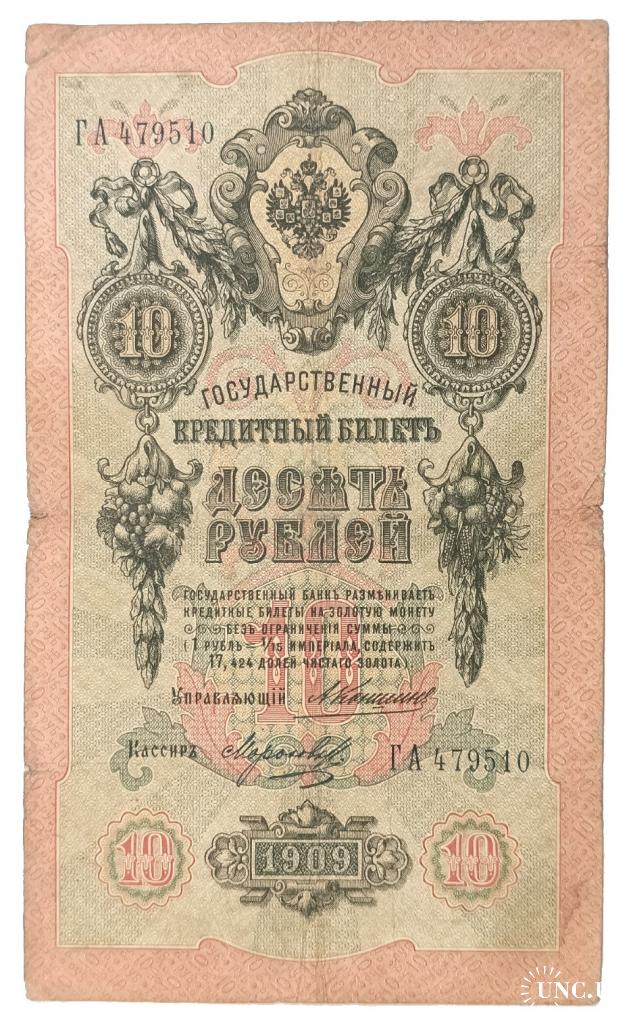 ГА 479510
10 10
ГОСУДАРСТВЕННЫЙ
КРЕДИТНЫЙ БИЛЕТЪ
ДЕСЯТЬ
РУБЛЕЙ
ГОСУДАРСТВЕННЫЙ БАНКЪ РАЗМѢНИВАЕТЪ
КРЕДИТНЫЕ БИЛЕТЫ НА ЗОЛОТУЮ МОНЕТУ
БЕЗЪ ОГРАНИЧЕНІЯ СУММЫ
(1 РУБЛЬ = 1/15 ИМПЕРІАЛА, СОДЕРЖИТЪ
17,424 ДОЛЕЙ ЧИСТАГО ЗОЛОТА).
10
УПРАВЛЯЮЩІЙ
КАССИРЪ
ГА 479510
10 1909 10
UNC.U